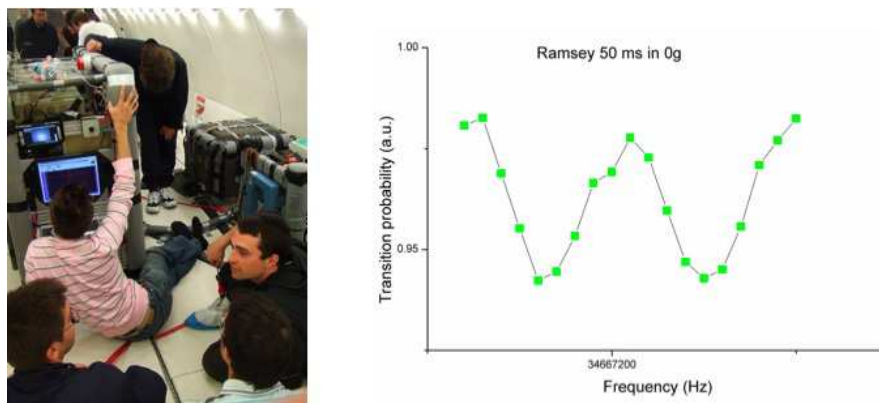 Ramsey 50 ms in 0g
1.00
0.95
Transition probability (a.u.)
34667200
Frequency (Hz)